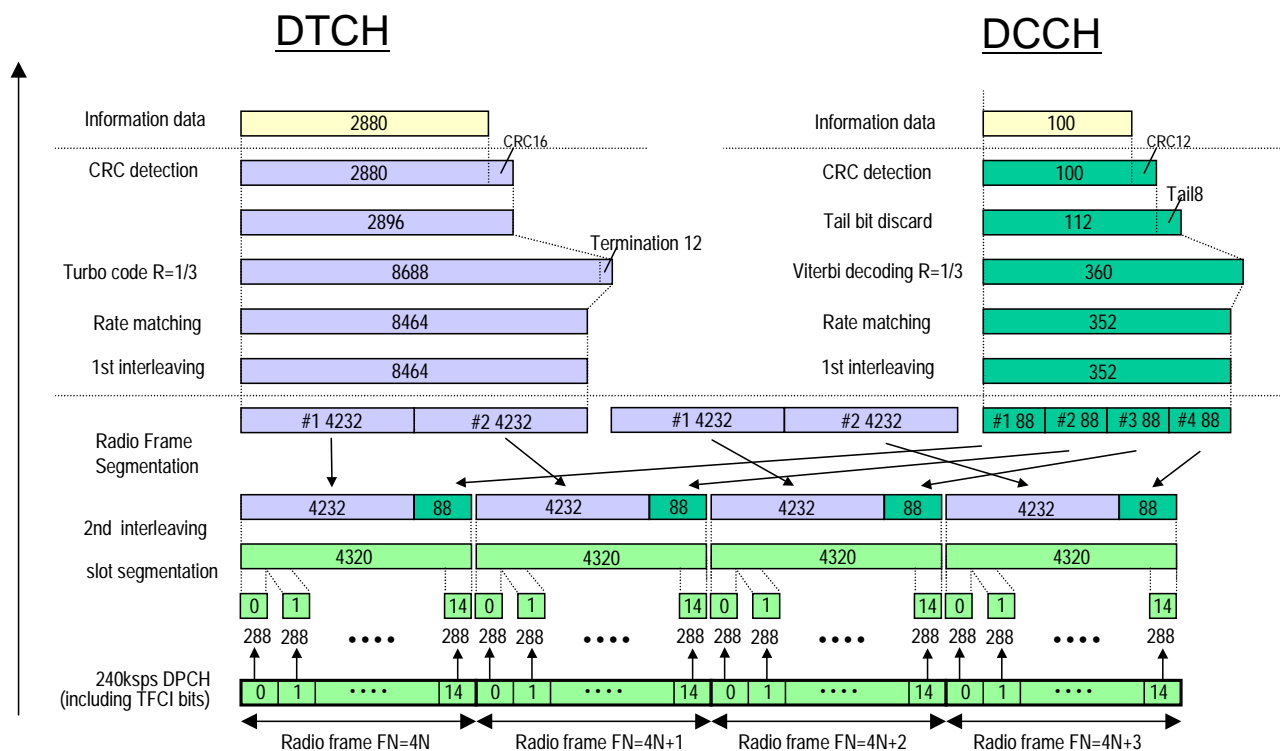 DTCH DCCH
Information data 2880 Information data 100
CRC16 CRC12
CRC detection 2880 CRC detection 100
Tail8
2896 Tail bit discard 112
Termination 12
Turbo code R=1/3 8688 Viterbi decoding R=1/3 360
Rate matching 8464 Rate matching 352
1st interleaving 8464 1st interleaving 352
#1 4232 #2 4232 #1 4232 #2 4232 #1 88 #2 88 #3 88 #4 88
Radio Frame
Segmentation
4232 88 4232 88 4232 88 4232 88
2nd interleaving
4320 4320 4320 4320
slot segmentation
0 1 14 0 1 14 0 1 14 0 1 14
288 288 •••• 288 288 288 •••• 288 288 288 •••• 288 288 288 •••• 288
240ksps DPCH
(including TFCI bits)
0 1 •••• 14 0 1 •••• 14 0 1 •••• 14 0 1 •••• 14
Radio frame FN=4N Radio frame FN=4N+1 Radio frame FN=4N+2 Radio frame FN=4N+3